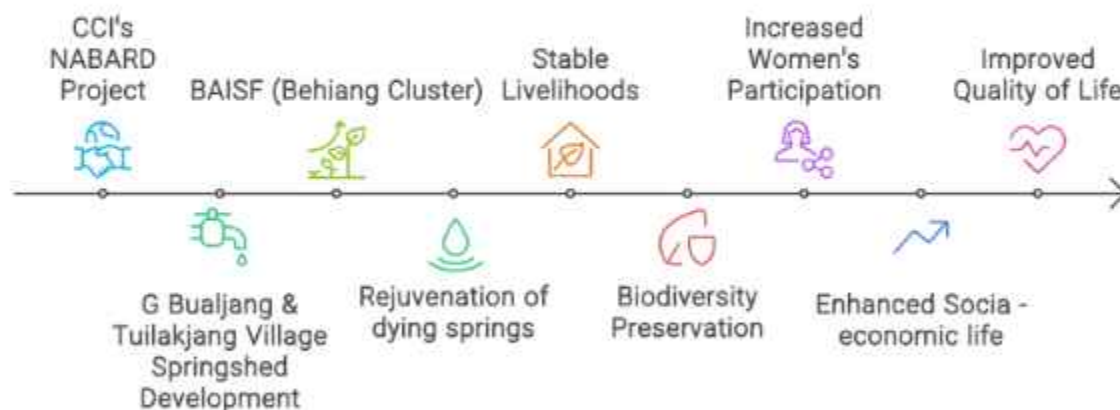 CCI's
NABARD
Project
G Bualjang &
Tuilakjang Village
Springshed
Development
BAISF (Behiang Cluster)
Rejuvenation of
dying springs
Stable
Livelihoods
Biodiversity
Preservation
Increased
Women's
Participation
Enhanced Socia -
economic life
Improved
Quality of Life